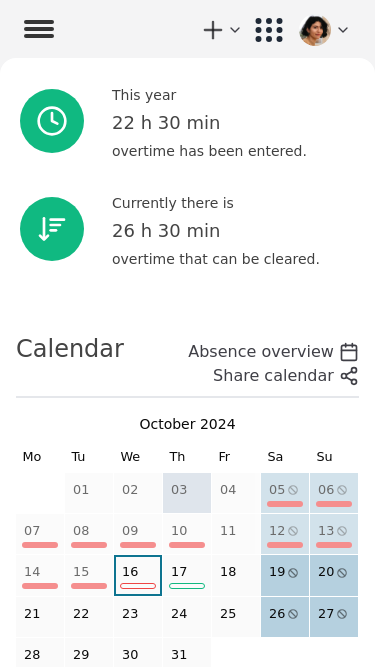 This year
22 h 30 min
overtime has been entered.
Currently there is
26 h 30 min
overtime that can be cleared.
Calendar
Absence overview
Share calendar
October 2024
Mo Tu We Th Fr Sa Su
01 02 03 04 05 06
07 08 09 10 11 12 13
14 15 16 17 18 19 20
21 22 23 24 25 26 27
28 29 30 31